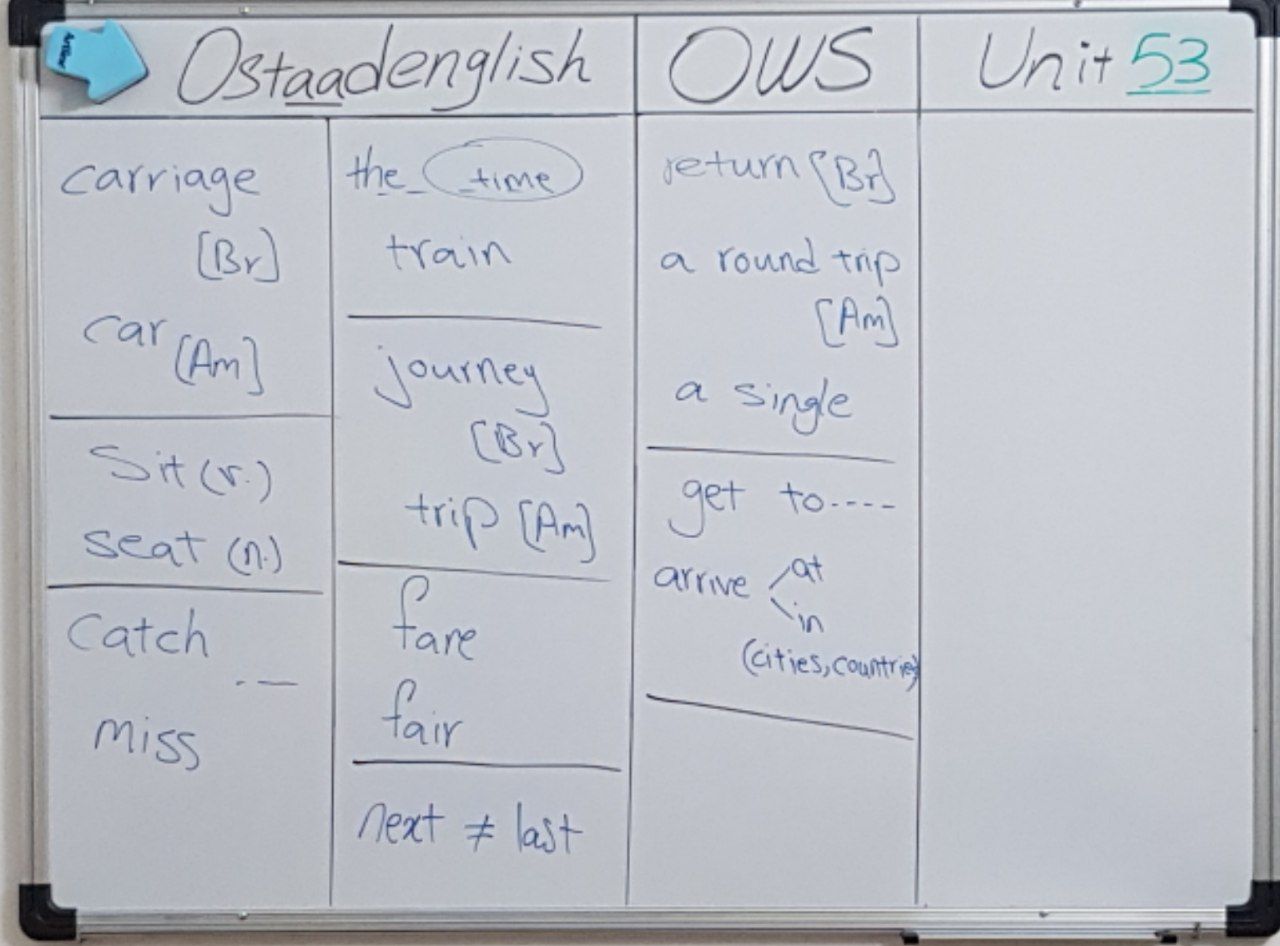 Ostaadenglish
OWS
Unit 53
carriage
[Br]
car [Am]
Sit (v.)
seat (n.)
Catch
miss
the time
train
journey
[Br]
trip [Am]
fare
fair
next ≠ last
return [Br]
a round trip
[Am]
a single
get to----
arrive at
in
(cities, countries)